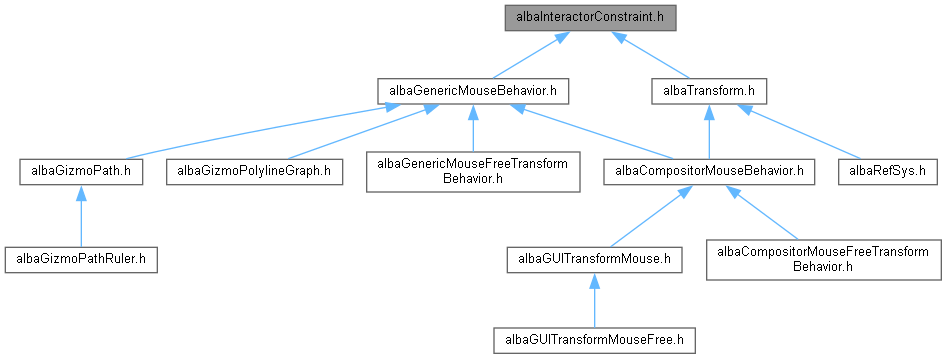 albaInteractorConstraint.h
albaGenericMouseBehavior.h
albaTransform.h
albaGizmoPath.h
albaGizmoPolylineGraph.h
albaGenericMouseFreeTransform
Behavior.h
albaCompositorMouseBehavior.h
albaRefSys.h
albaGizmoPathRuler.h
albaGUITransformMouse.h
albaCompositorMouseFreeTransform
Behavior.h
albaGUITransformMouseFree.h